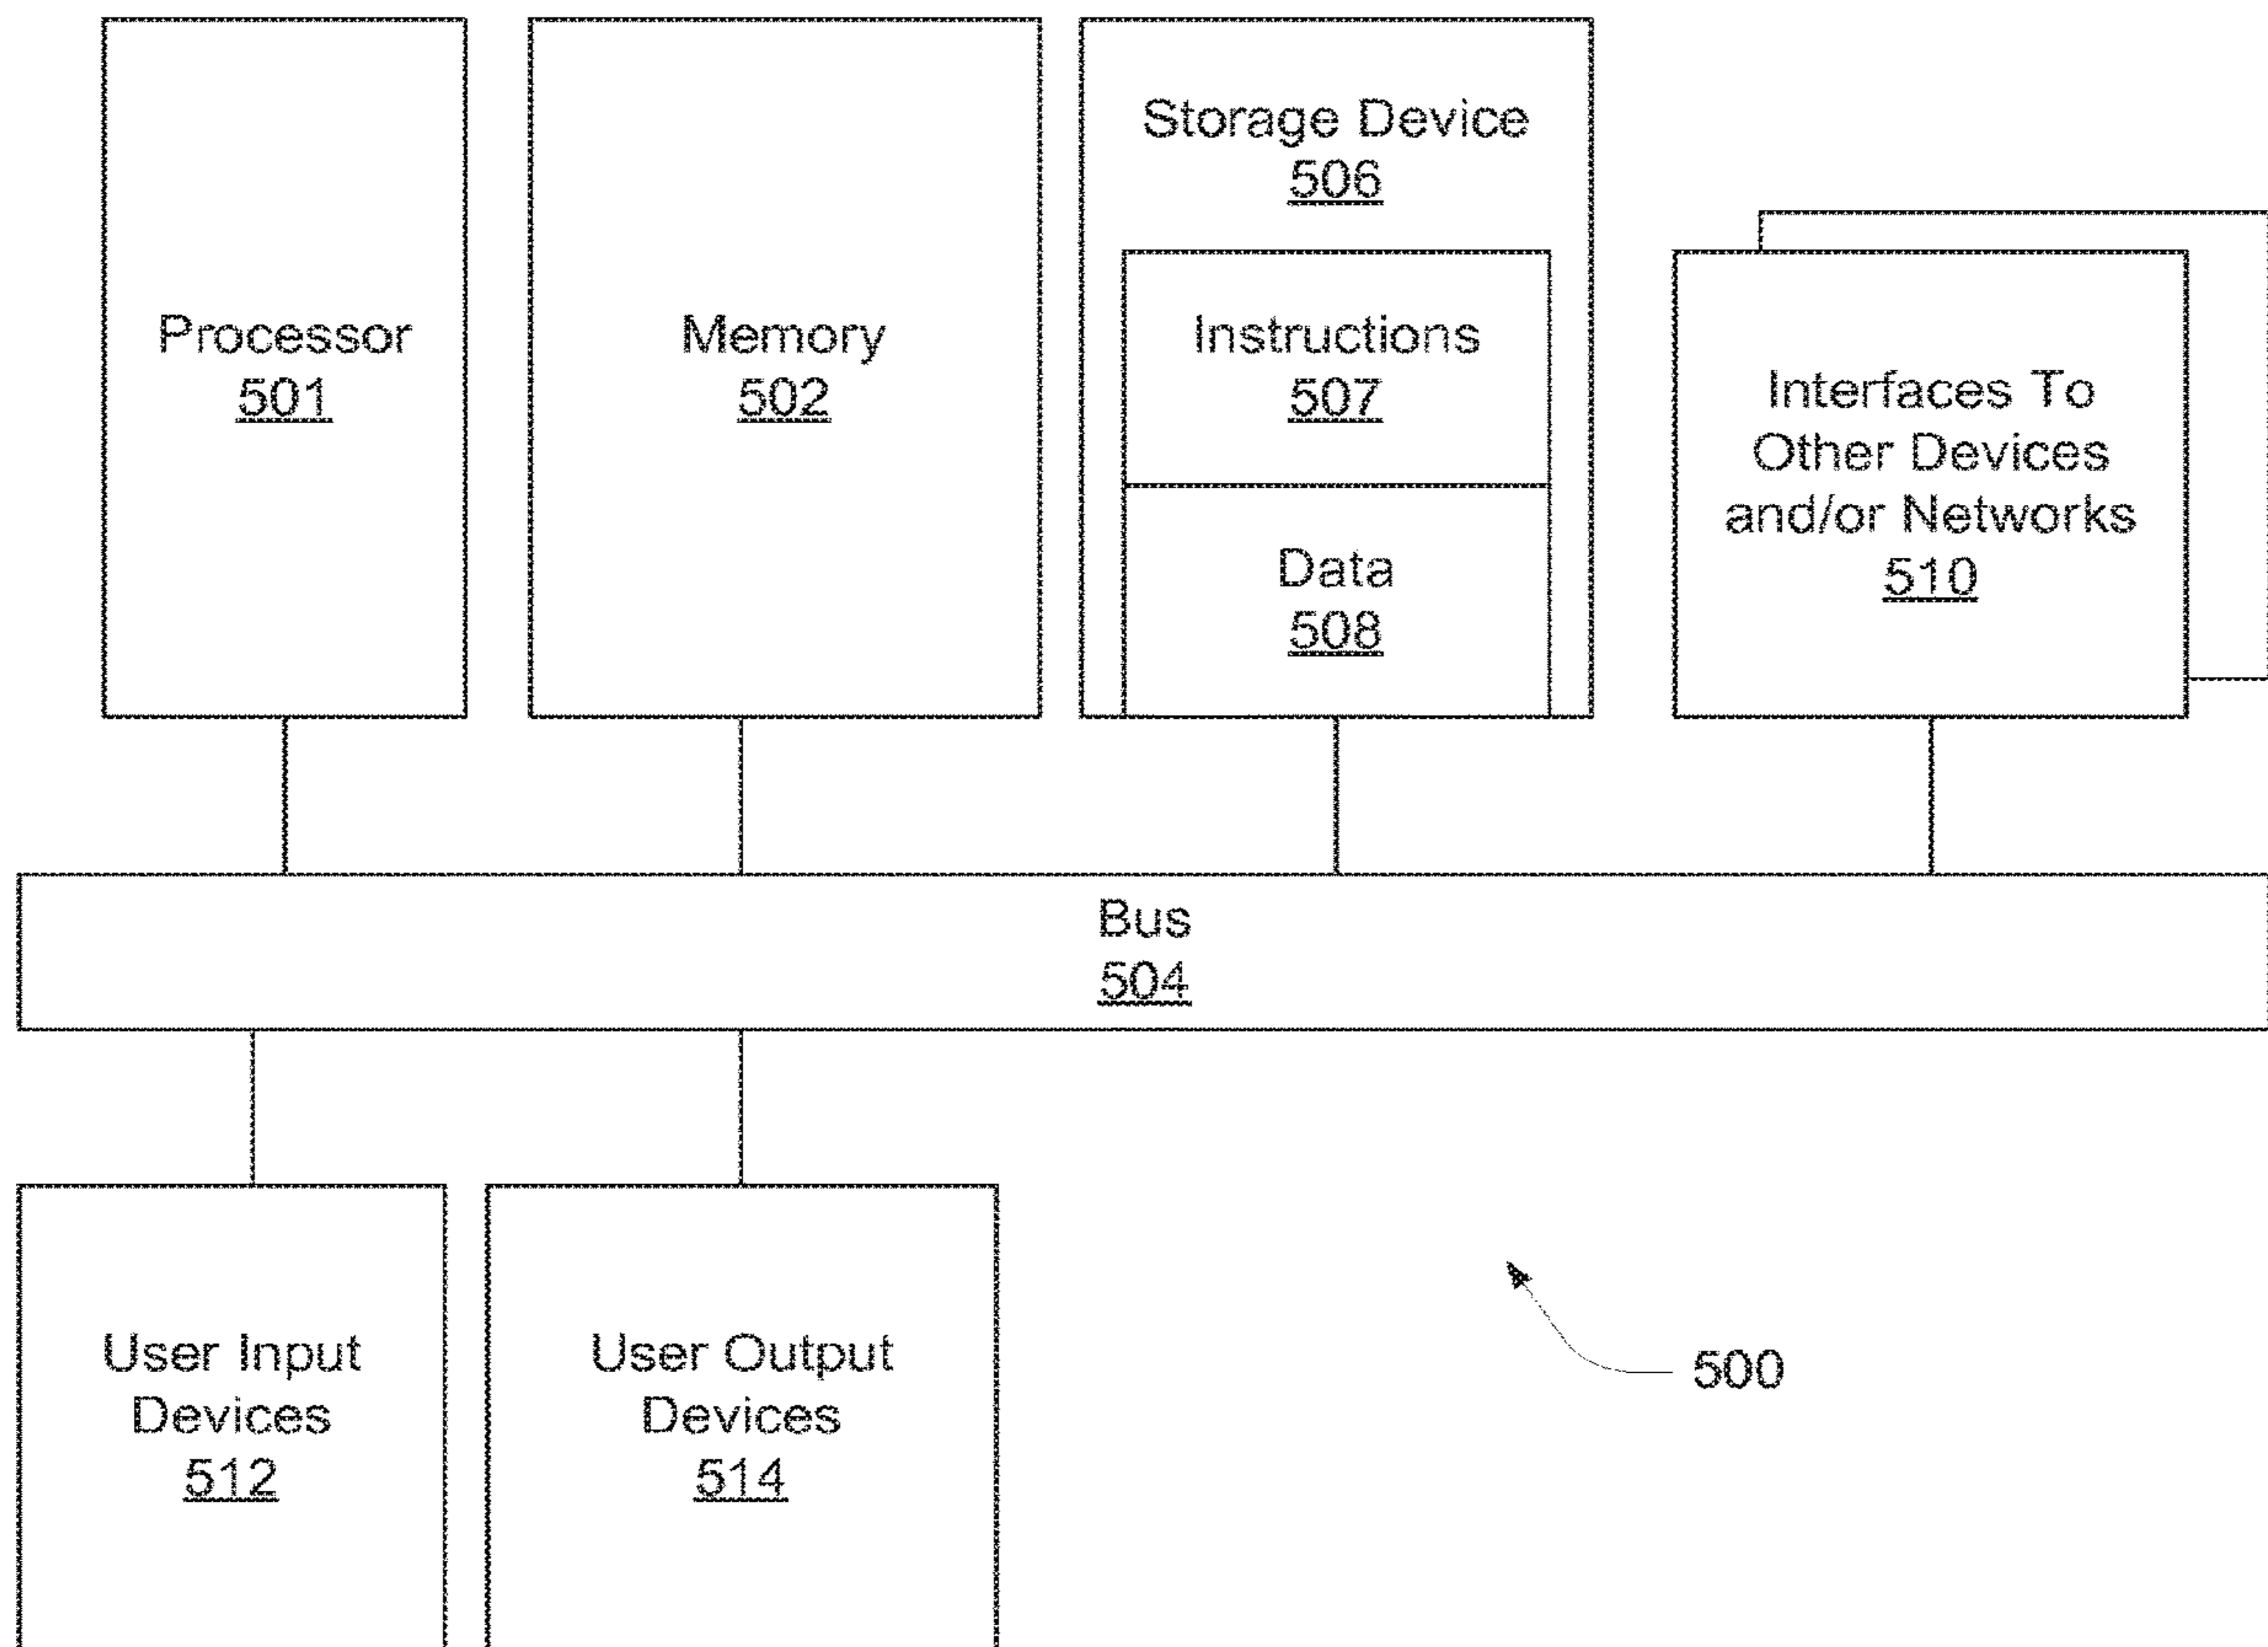 Processor
501
Memory
502
Storage Device
506
Instructions
507
Data
508
Interfaces To
Other Devices
and/or Networks
510
Bus
504
User Input
Devices
512
User Output
Devices
514
500